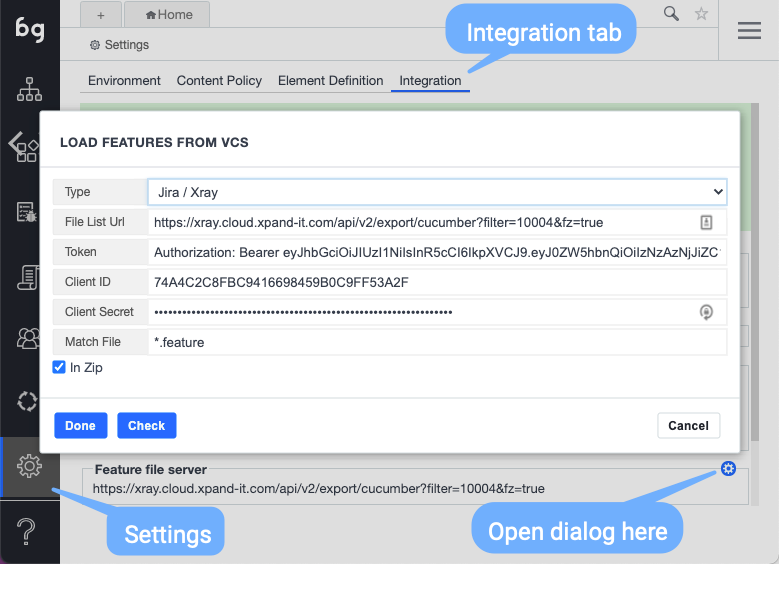 bg
+
Home
Integration tab
Settings
Environment Content Policy Element Definition Integration
LOAD FEATURES FROM VCS
Type Jira / Xray
File List Url https://xray.cloud.xpand-it.com/api/v2/export/cucumber?filter=10004&fz=true
Token Authorization: Bearer eyJhbGciOiJIUzI1NiIsInR5cCI6IkpXVCJ9.eyJ0ZW5hbnQiOiIzNzAzNjJiZC
Client ID 74A4C2C8FBC9416698459B0C9FF53A2F
Client Secret
Match File *.feature
In Zip
Done Check Cancel
Feature file server
https://xray.cloud.xpand-it.com/api/v2/export/cucumber?filter=10004&fz=true
Settings
Open dialog here
?